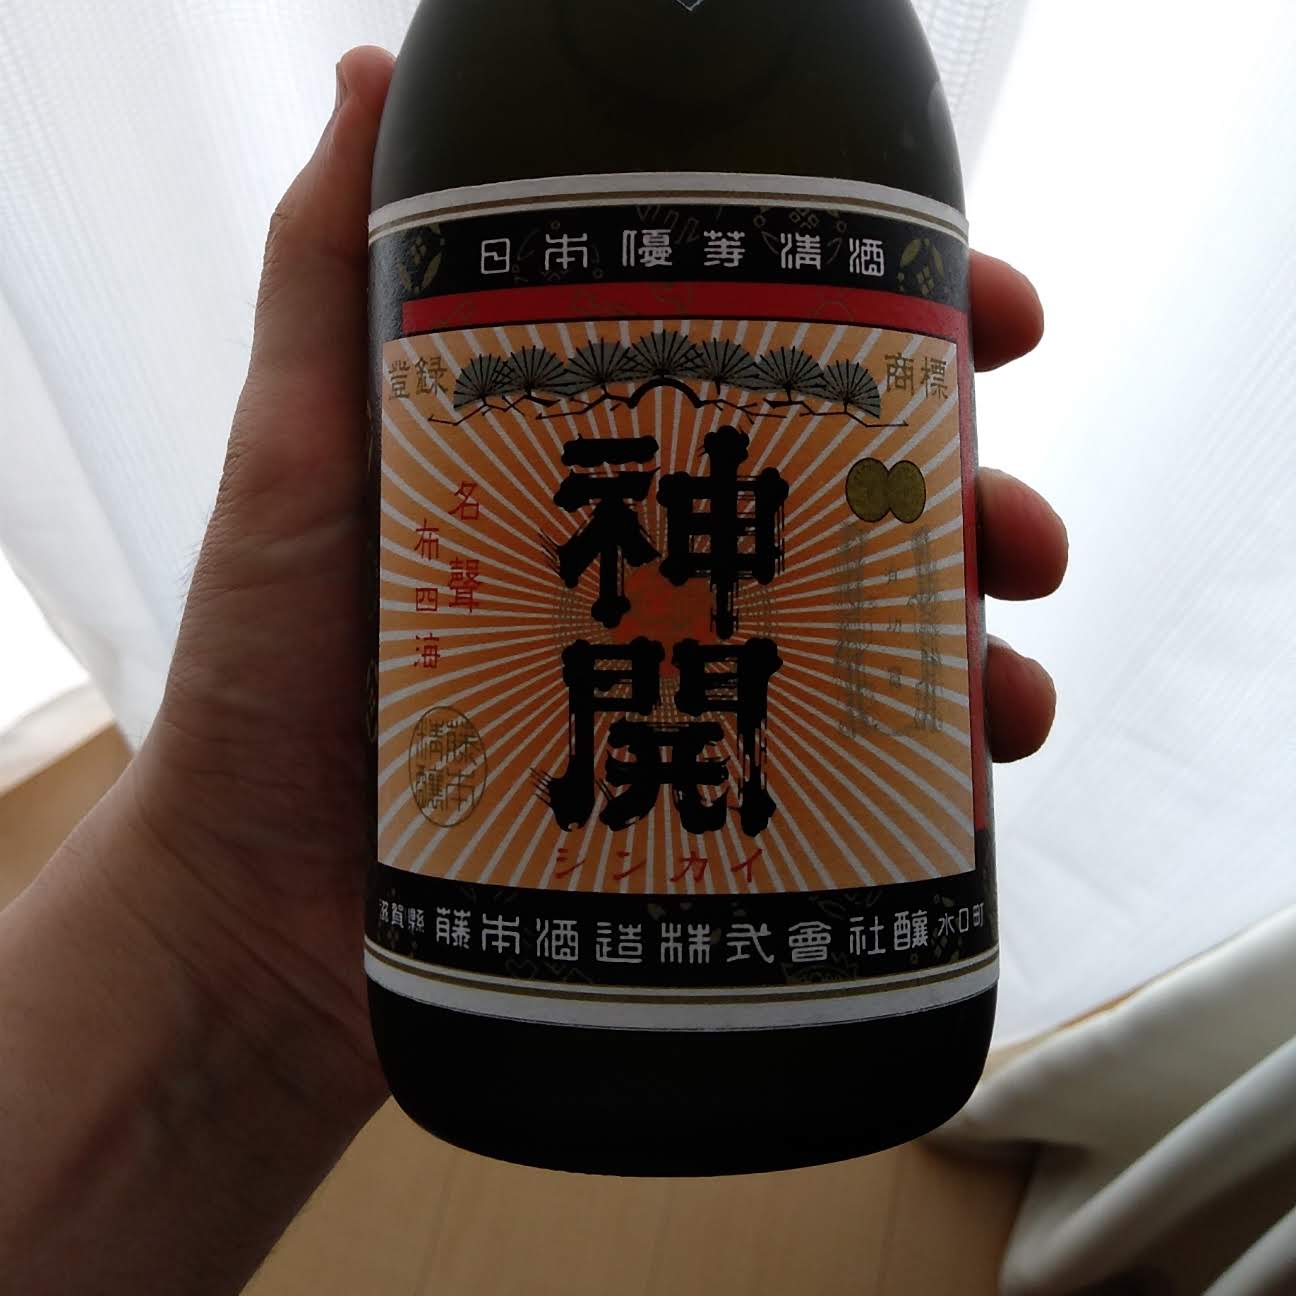 日本優等清酒
登録 商標
神開
名聲
布四海
藤本
清釀
シンカイ
滋賀縣 藤本酒造株式會社釀 水口町